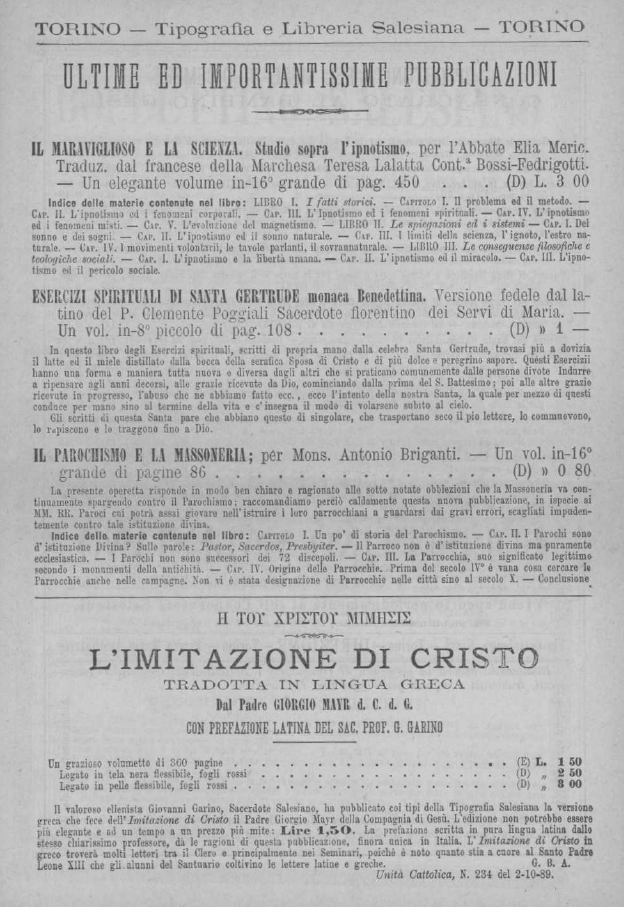 TORINO — Tipografia e Libreria Salesiana — TORINO
ULTIME ED IMPORTANTISSIME PUBBLICAZIONI
IL MARAVIGLIOSO E LA SCIENZA. Studio sopra l'ipnotismo, per l'Abbate Elia Meric.
Traduz. dal francese della Marchesa Teresa Lalatta Cont.ª Bossi-Fedrigotti.
— Un elegante volume in-16° grande di pag. 450 . . . (D) L. 3 00
Indice delle materie contenute nel libro: LIBRO I. I fatti storici. — CAPITOLO I. Il problema ed il metodo. —
CAP. II. L'ipnotismo ed i fenomeni corporali. — CAP. III. L'Ipnotismo ed i fenomeni spirituali. — CAP. IV. L'ipnotismo
ed i fenomeni misti. — CAP. V. L'evoluzione del magnetismo. — LIBRO II. Le spiegazioni ed i sistemi — CAP. I. Del
sonno e dei sogni. — CAP. II. L'ipnotismo ed il sonno naturale. — CAP. III. I limiti della scienza, l'ignoto, l'estro na-
turale. — CAP. IV. I movimenti volontarii, le tavole parlanti, il sovrannaturale. — LIBRO III. Le conseguenze filosofiche e
teologiche sociali. — CAP. I. L'ipnotismo e la libertà umana. — CAP. II. L'ipnotismo ed il miracolo. — CAP. III. L'ipno-
tismo ed il pericolo sociale.
ESERCIZI SPIRITUALI DI SANTA GERTRUDE monaca Benedettina. Versione fedele dal la-
tino del P. Clemente Poggiali Sacerdote fiorentino dei Servi di Maria. —
Un vol. in-8° piccolo di pag. 108 . . . . . . . . . . (D) » 1 —
In questo libro degli Esercizi spirituali, scritti di propria mano dalla celebre Santa Gertrude, trovasi più a dovizia
il latte ed il miele distillato dalla bocca della serafica Sposa di Cristo e di più dolce e peregrino sapore. Questi Esercizii
hanno una forma e maniera tutta nuova e diversa dagli altri che si praticano comunemente dalle persone divote Indurre
a ripensare agli anni decorsi, alle grazie ricevute da Dio, cominciando dalla prima del S. Battesimo; poi alle altre grazie
ricevute in progresso, l'abuso che ne abbiamo fatto ecc., ecco l'intento della nostra Santa, la quale per mezzo di questi
conduce per mano sino al termine della vita e c'insegna il modo di volarsene subito al cielo.
Gli scritti di questa Santa pare che abbiano questo di singolare, che trasportano seco il pio lettore, lo commuovono,
lo rapiscono e lo traggono fino a Dio.
IL PAROCHISMO E LA MASSONERIA; per Mons. Antonio Briganti. — Un vol. in-16°
grande di pagine 86 . . . . . . . . . . . . . (D) » 0 80
La presente operetta risponde in modo ben chiaro e ragionato alle sotto notate obbiezioni che la Massoneria va con-
tinuamente spargendo contro il Parochismo; raccomandiamo perciò caldamente questa nuova pubblicazione, in ispecie ai
MM. RR. Paroci cui potrà assai giovare nell'istruire i loro parrocchiani a guardarsi dai gravi errori, scagliati impuden-
temente contro tale istituzione divina.
Indice delle materie contenute nel libro: CAPITOLO I. Un po' di storia del Parochismo. — CAP. II. I Parochi sono
d'istituzione Divina? Sulle parole: Pastor, Sacerdos, Presbyter. — Il Parroco non è d'istituzione divina ma puramente
ecclesiastica. — I Parochi non sono successori dei 72 discepoli — CAP. III. La Parrocchia, suo significato legittimo
secondo i monumenti della antichità. — CAP. IV. Origine delle Parrocchie. Prima del secolo IV° è vana cosa cercare le
Parrocchie anche nelle campagne. Non vi è stata designazione di Parrocchie nelle città sino al secolo X. — Conclusione
Η ΤΟΥ ΧΡΙΣΤΟΥ ΜΙΜΗΣΙΣ
L'IMITAZIONE DI CRISTO
TRADOTTA IN LINGUA GRECA
Dal Padre GIORGIO MAYR d. C. d. G.
CON PREFAZIONE LATINA DEL SAC. PROF. G. GARINO
Un grazioso volumetto di 360 pagine . . . . . . . . . . (E) L. 1 50
Legato in tela nera flessibile, fogli rossi . . . . . . . . . . (D) „ 2 50
Legato in pelle flessibile, fogli rossi . . . . . . . . . . (D) „ 3 00
Il valoroso ellenista Giovanni Garino, Sacerdote Salesiano, ha pubblicato coi tipi della Tipografia Salesiana la versione
greca che fece dell'Imitazione di Cristo il Padre Giorgio Mayr della Compagnia di Gesù. L'edizione non potrebbe essere
più elegante e ad un tempo a un prezzo più mite: Lire 1,50. La prefazione scritta in pura lingua latina dallo
stesso chiarissimo professore, dà le ragioni di questa pubblicazione, finora unica in Italia. L'Imitazione di Cristo in
greco troverà molti lettori tra il Clero e principalmente nei Seminari, poichè è noto quanto stia a cuore al Santo Padre
Leone XIII che gli alunni del Santuario coltivino le lettere latine e greche. G. B. A.
Unità Cattolica, N. 234 del 2-10-89.